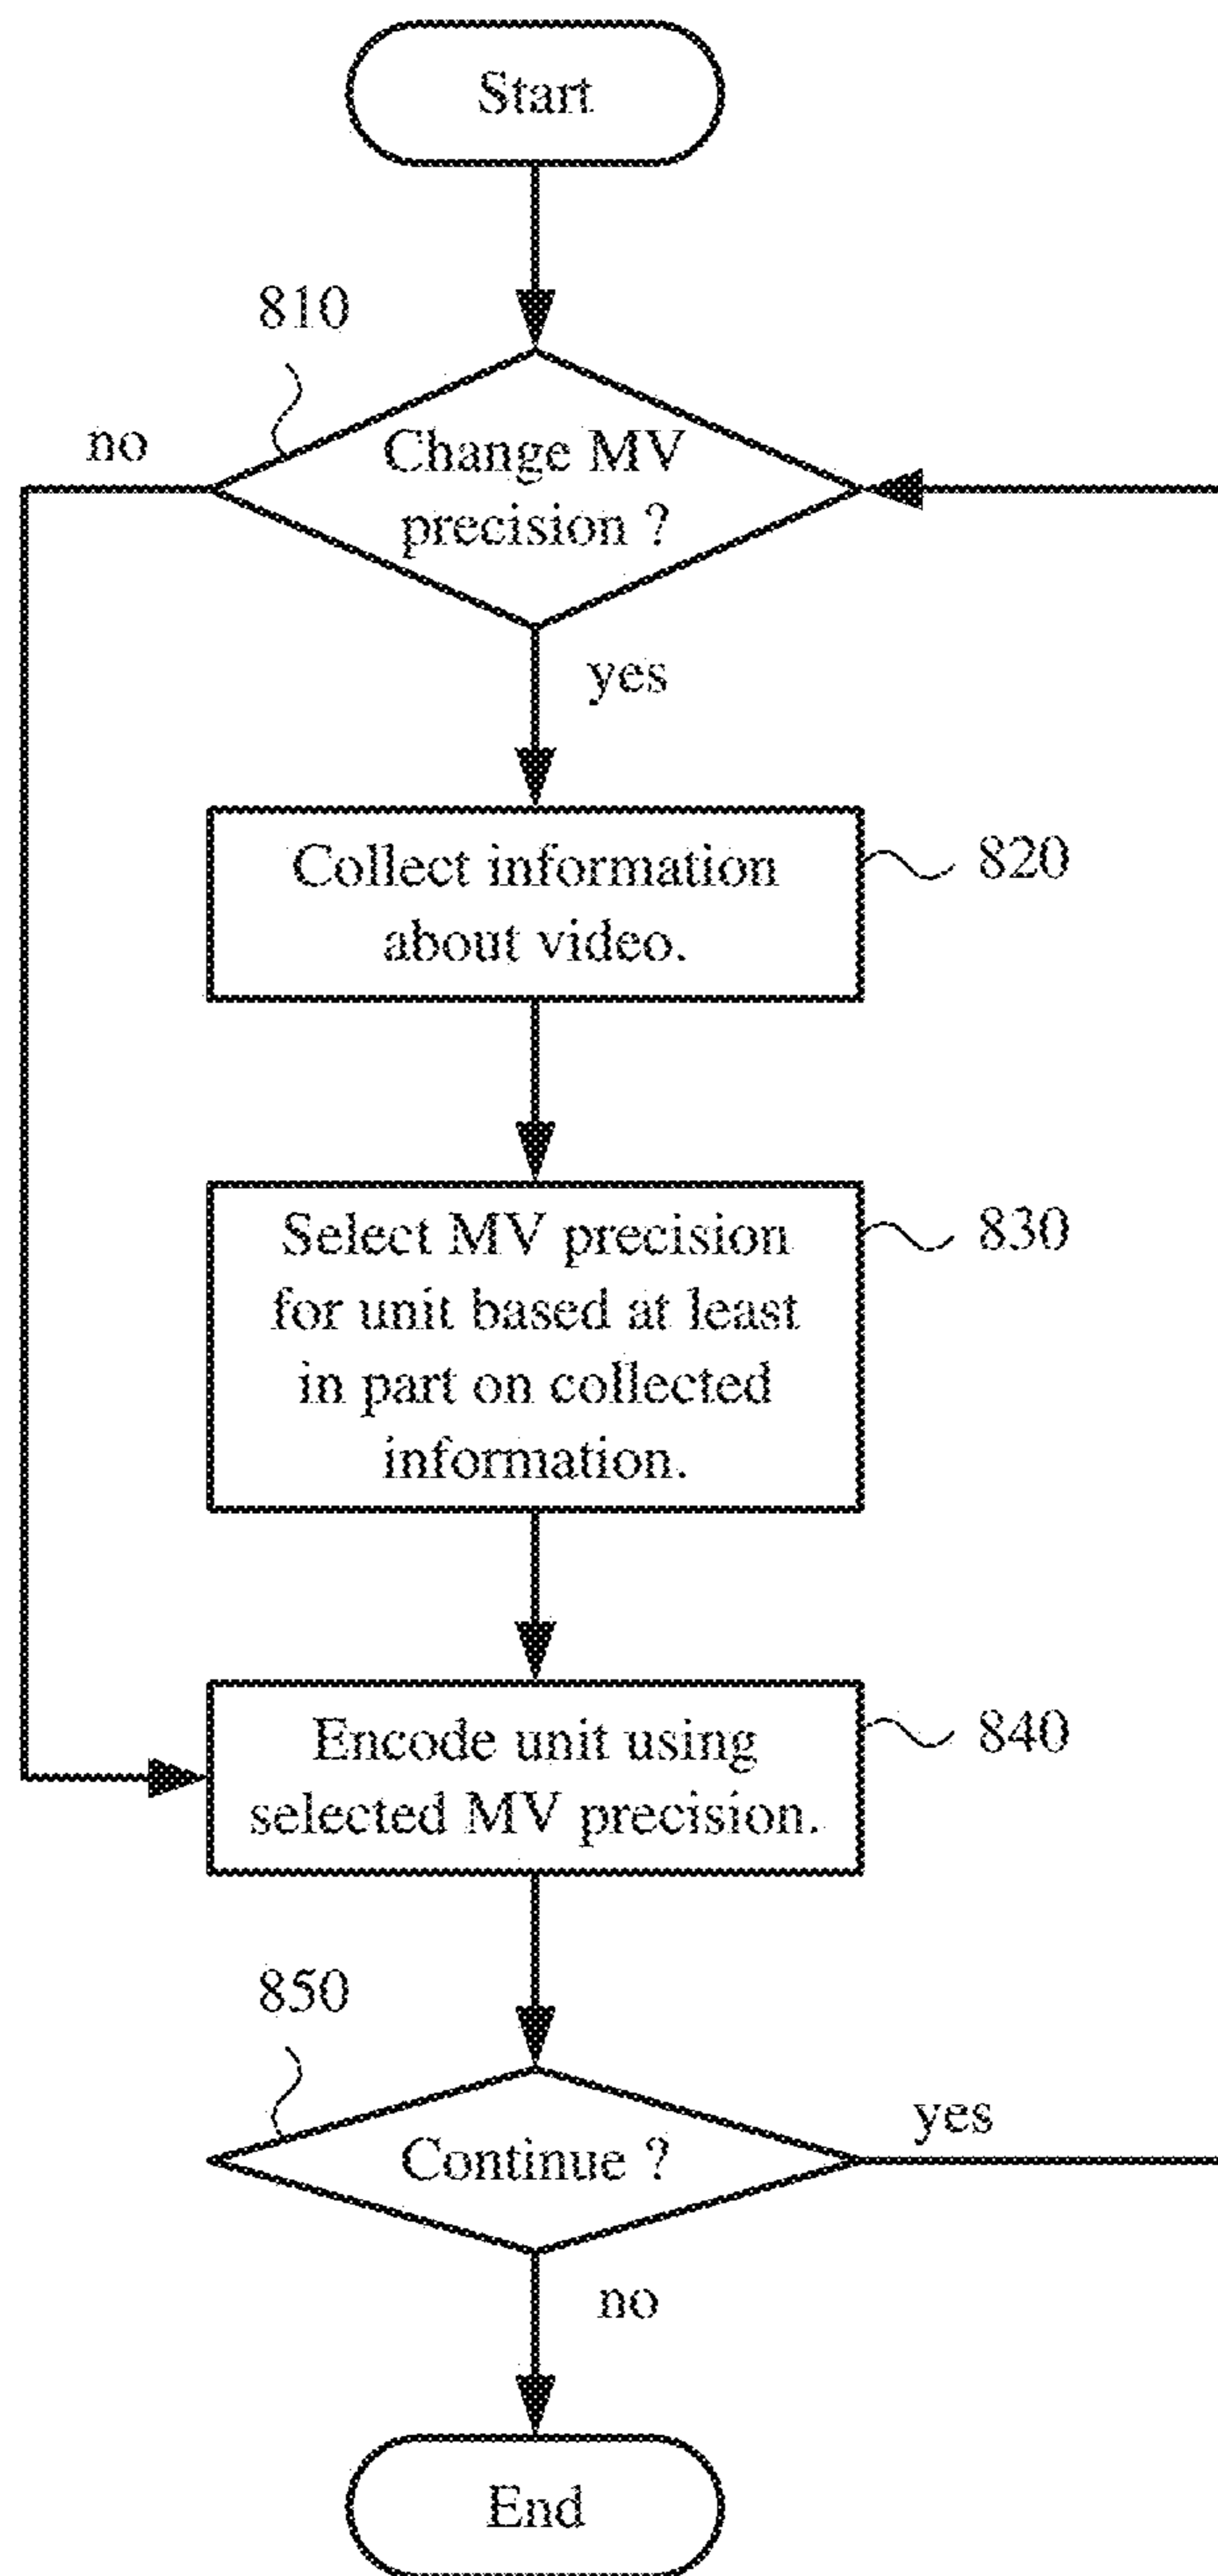 Start
810
no
Change MV
precision ?
yes
Collect information
about video.
820
Select MV precision
for unit based at least
in part on collected
information.
830
Encode unit using
selected MV precision.
840
850
Continue ?
yes
no
End